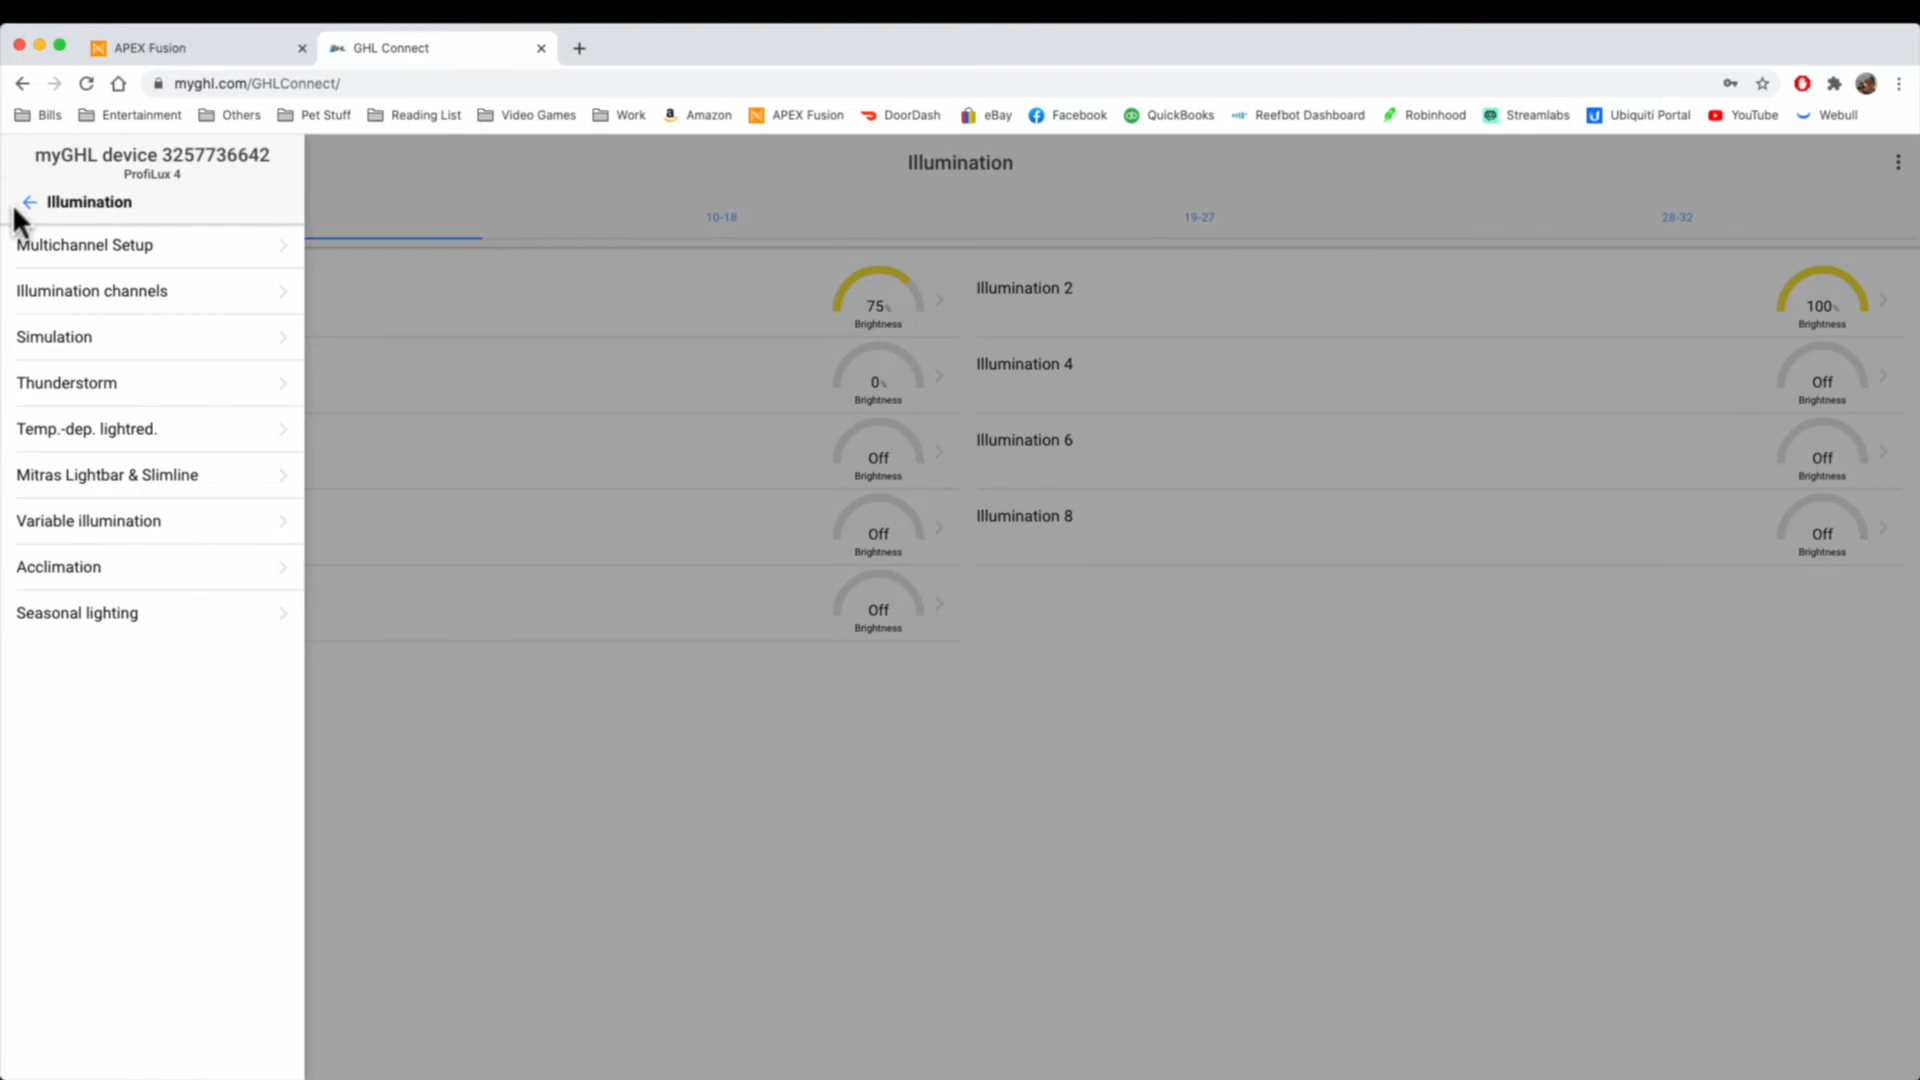 APEX Fusion
GHL Connect
myghl.com/GHLConnect/
Bills Entertainment Others Pet Stuff Reading List Video Games Work Amazon APEX Fusion DoorDash eBay Facebook QuickBooks Reefbot Dashboard Robinhood Streamlabs Ubiquiti Portal YouTube Webull
myGHL device 3257736642
ProfiLux 4
Illumination
Multichannel Setup
Illumination channels
Simulation
Thunderstorm
Temp.-dep. lightred.
Mitras Lightbar & Slimline
Variable illumination
Acclimation
Seasonal lighting
Illumination
10-18 19-27 28-32
75%
Brightness
Illumination 2
100%
Brightness
0%
Brightness
Illumination 4
Off
Brightness
Off
Brightness
Illumination 6
Off
Brightness
Off
Brightness
Illumination 8
Off
Brightness
Off
Brightness